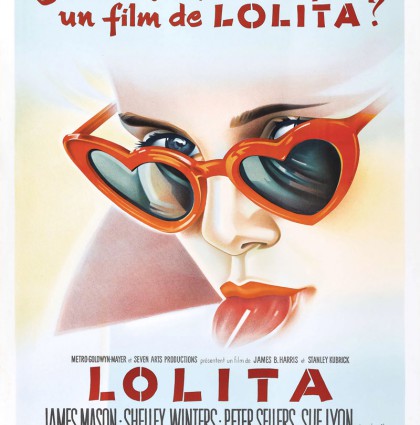 un film de LOLITA?
METRO-GOLDWYN-MAYER et SEVEN ARTS PRODUCTIONS présentent un film de JAMES B. HARRIS et STANLEY KUBRICK
LOLITA
JAMES MASON · SHELLEY WINTERS · PETER SELLERS SUE LYON